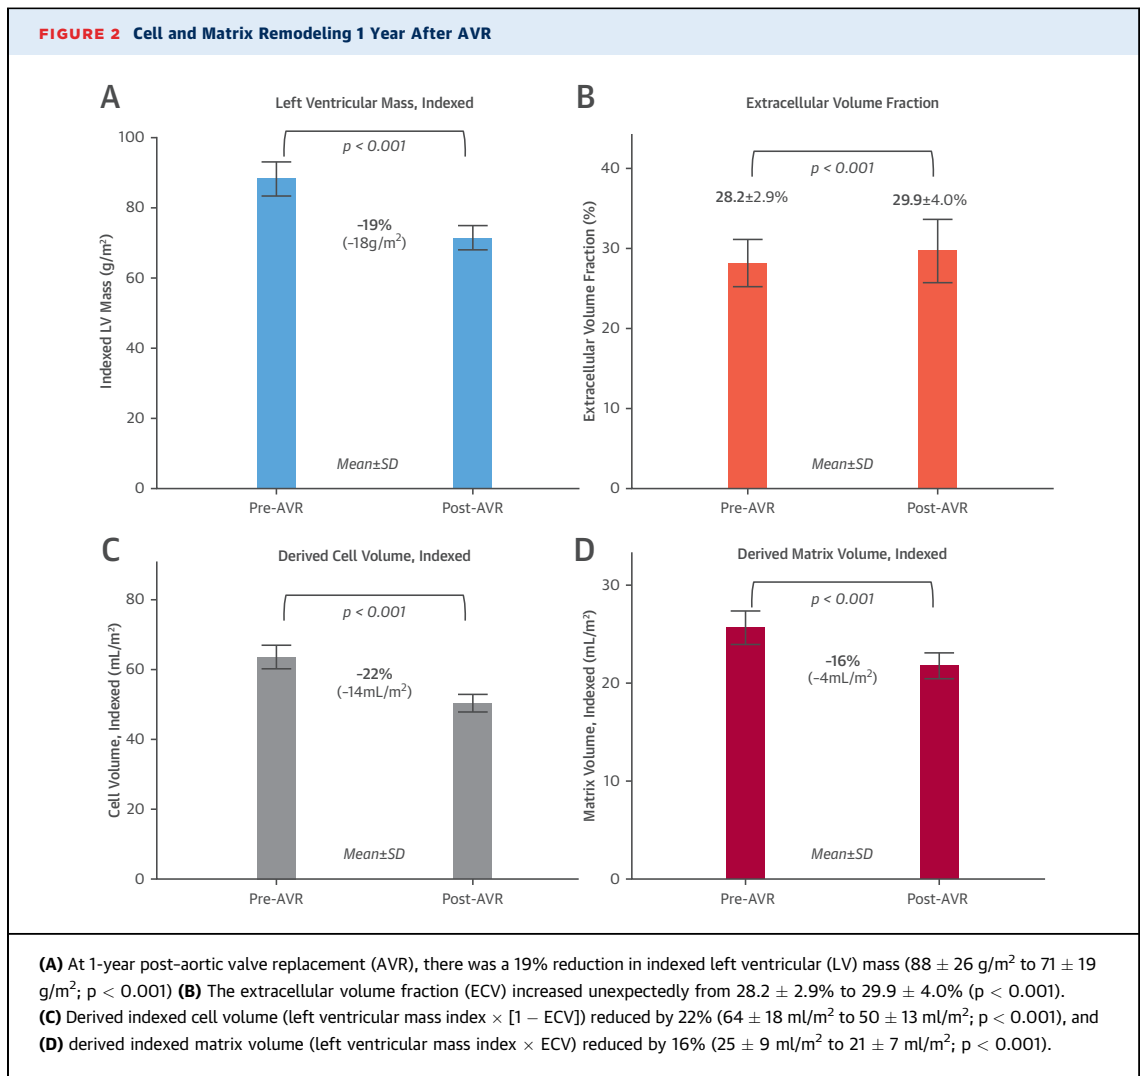 FIGURE 2 Cell and Matrix Remodeling 1 Year After AVR
A
Left Ventricular Mass, Indexed
Indexed LV Mass (g/m²)
100
80
60
40
20
0
p < 0.001
-19%
(-18g/m²)
Mean±SD
Pre-AVR
Post-AVR
B
Extracellular Volume Fraction
Extracellular Volume Fraction (%)
40
30
20
10
0
p < 0.001
28.2±2.9%
29.9±4.0%
Mean±SD
Pre-AVR
Post-AVR
C
Derived Cell Volume, Indexed
Cell Volume, Indexed (mL/m²)
80
60
40
20
0
p < 0.001
-22%
(-14mL/m²)
Mean±SD
Pre-AVR
Post-AVR
D
Derived Matrix Volume, Indexed
Matrix Volume, Indexed (mL/m²)
30
20
10
0
p < 0.001
-16%
(-4mL/m²)
Mean±SD
Pre-AVR
Post-AVR
(A) At 1-year post-aortic valve replacement (AVR), there was a 19% reduction in indexed left ventricular (LV) mass (88 ± 26 g/m² to 71 ± 19
g/m²; p < 0.001) (B) The extracellular volume fraction (ECV) increased unexpectedly from 28.2 ± 2.9% to 29.9 ± 4.0% (p < 0.001).
(C) Derived indexed cell volume (left ventricular mass index × [1 − ECV]) reduced by 22% (64 ± 18 ml/m² to 50 ± 13 ml/m²; p < 0.001), and
(D) derived indexed matrix volume (left ventricular mass index × ECV) reduced by 16% (25 ± 9 ml/m² to 21 ± 7 ml/m²; p < 0.001).